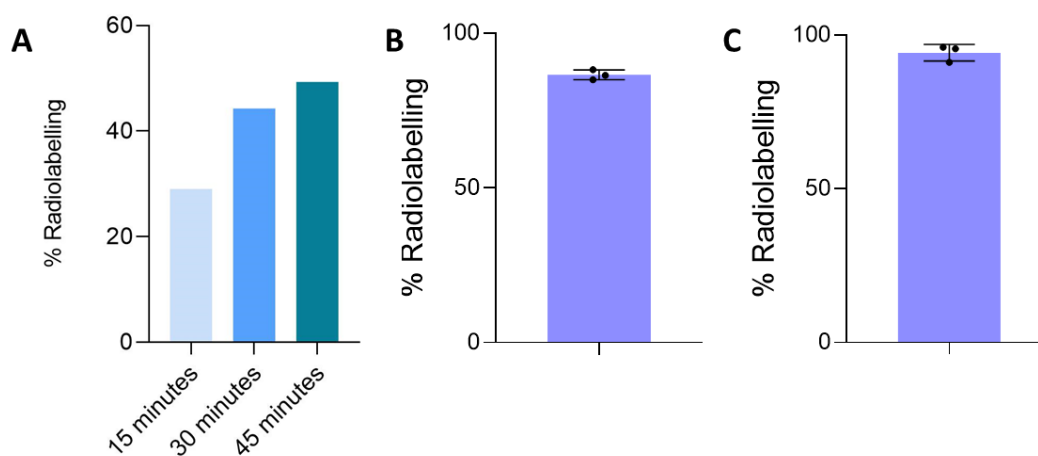 A
% Radiolabelling
60
40
20
0
15 minutes
30 minutes
45 minutes
B
% Radiolabelling
100
50
0
C
% Radiolabelling
100
50
0